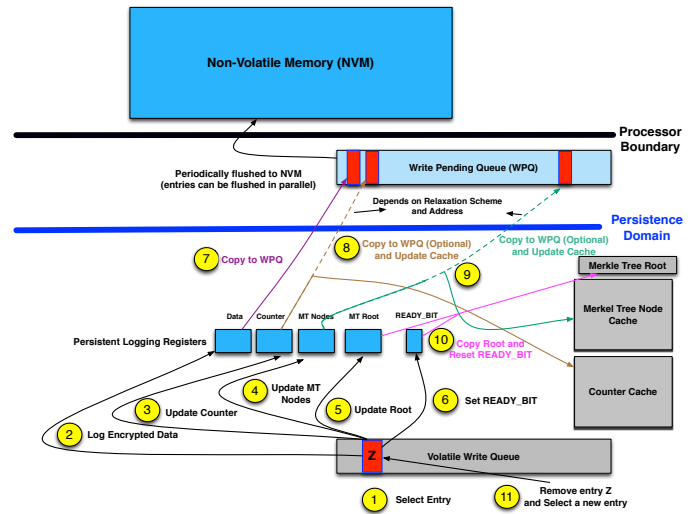 Non-Volatile Memory (NVM)
Processor
Boundary
Write Pending Queue (WPQ)
Periodically flushed to NVM
(entries can be flushed in parallel)
Depends on Relaxation Scheme
and Address
Persistence
Domain
7
Copy to WPQ
8
Copy to WPQ (Optional)
and Update Cache
9
Copy to WPQ (Optional)
and Update Cache
Merkle Tree Root
Merkel Tree Node
Cache
Data
Counter
MT Nodes
MT Root
READY_BIT
Persistent Logging Registers
10
Copy Root and
Reset READY_BIT
Counter Cache
4
Update MT
Nodes
3
Update Counter
5
Update Root
6
Set READY_BIT
2
Log Encrypted Data
Z
Volatile Write Queue
1
Select Entry
11
Remove entry Z
and Select a new entry